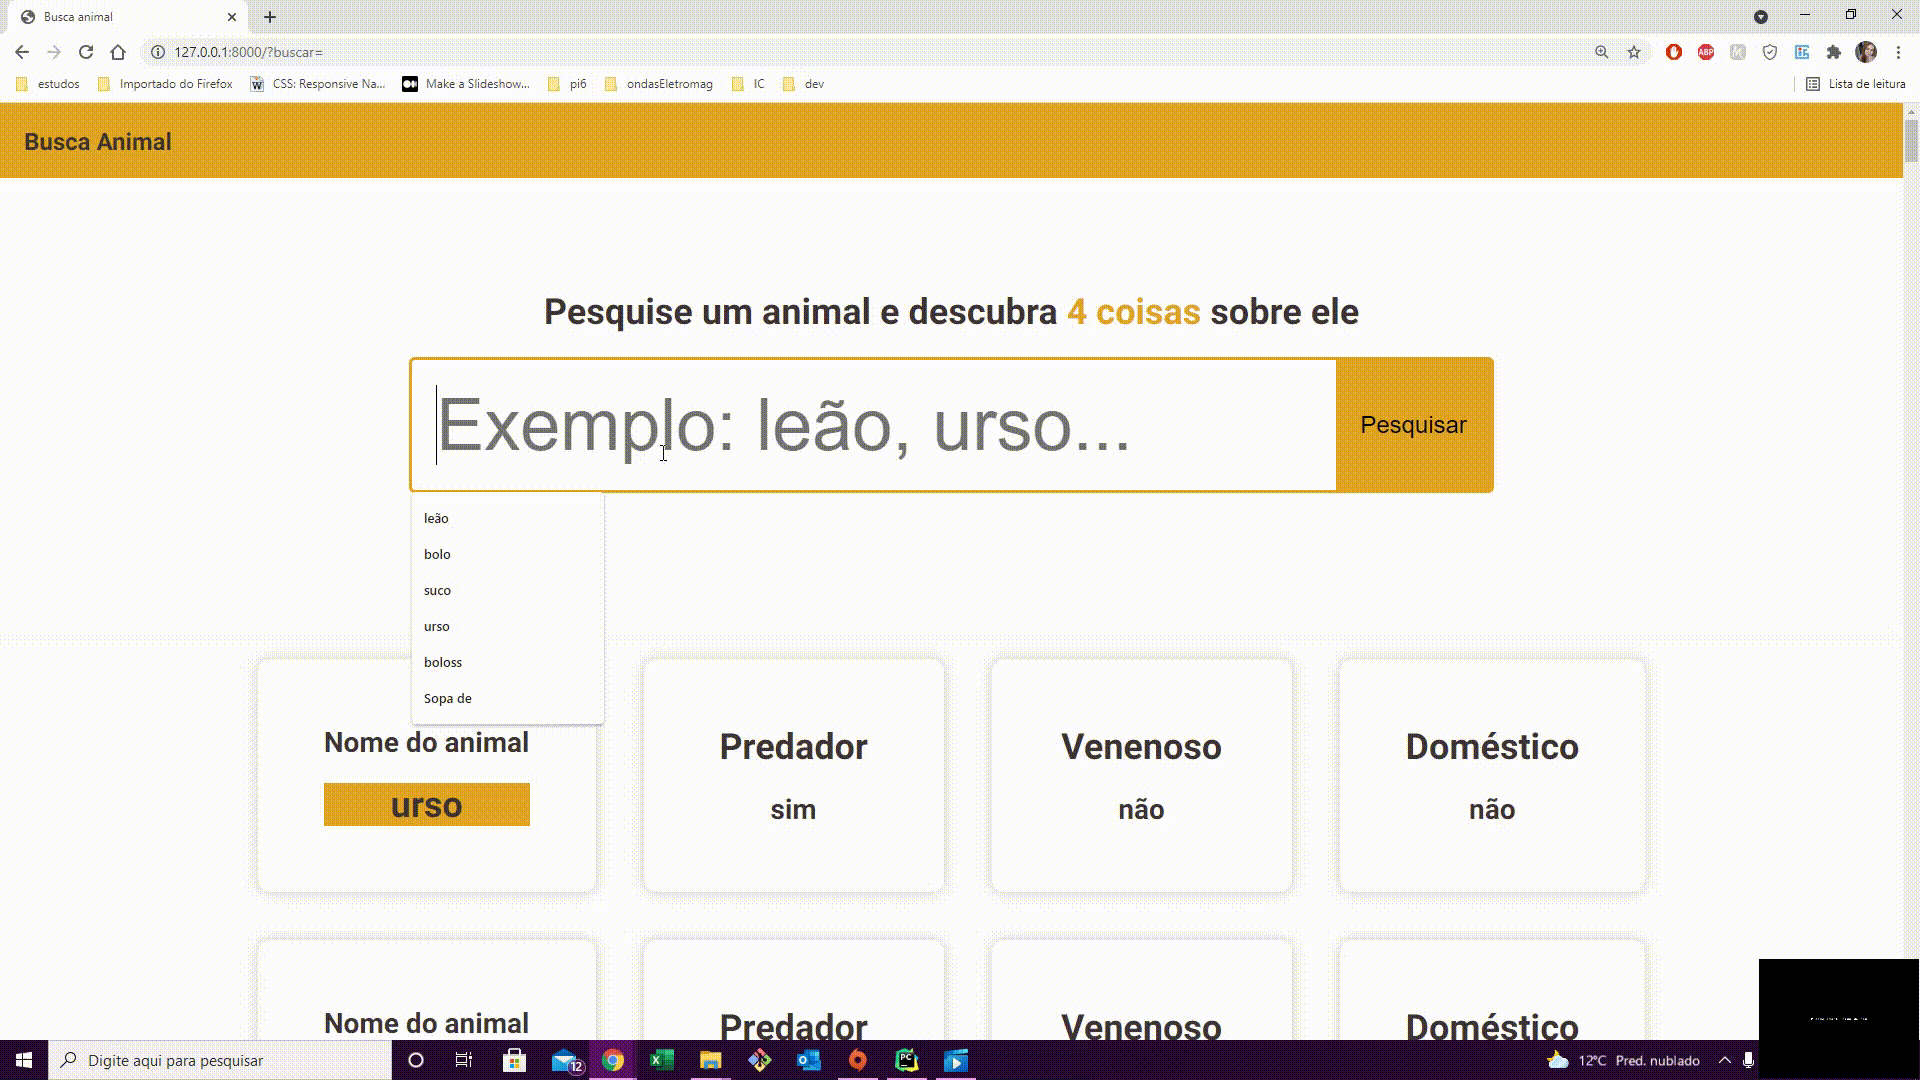 Busca animal
127.0.0.1:8000/?buscar=
ABP
estudos
Importado do Firefox
CSS: Responsive Na...
Make a Slideshow...
pi6
ondasEletromag
IC
dev
Lista de leitura
Busca Animal
Pesquise um animal e descubra 4 coisas sobre ele
Exemplo: leão, urso...
Pesquisar
leão
bolo
suco
urso
boloss
Sopa de
Nome do animal
urso
Predador
sim
Venenoso
não
Doméstico
não
Nome do animal
Predador
Venenoso
Doméstico
Digite aqui para pesquisar
12
PC
12°C Pred. nublado